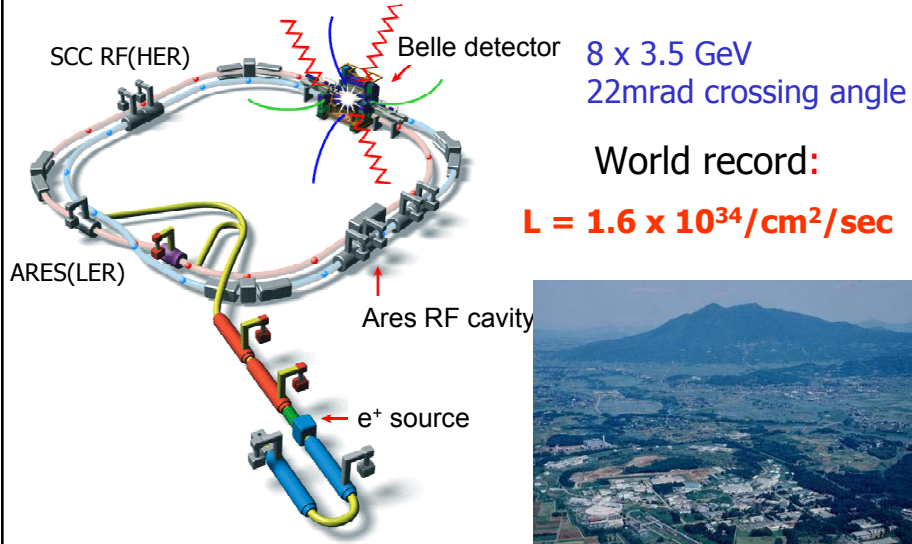 SCC RF(HER)
Belle detector
8 x 3.5 GeV
22mrad crossing angle
World record:
L = 1.6 x 10³⁴/cm²/sec
ARES(LER)
Ares RF cavity
e⁺ source